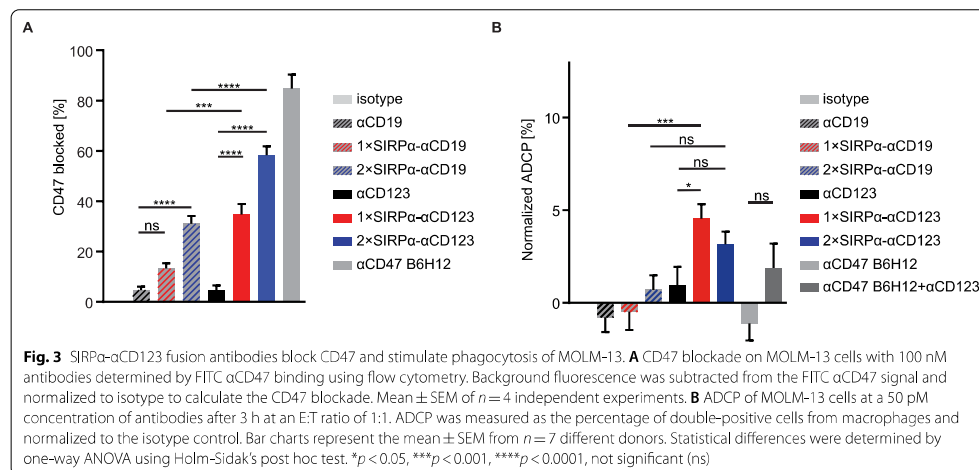 A
B
100
80
60
40
20
0
CD47 blocked [%]
ns
****
***
****
****
****
isotype
αCD19
1×SIRPα-αCD19
2×SIRPα-αCD19
αCD123
1×SIRPα-αCD123
2×SIRPα-αCD123
αCD47 B6H12
10
5
0
Normalized ADCP [%]
***
ns
ns
*
ns
isotype
αCD19
1×SIRPα-αCD19
2×SIRPα-αCD19
αCD123
1×SIRPα-αCD123
2×SIRPα-αCD123
αCD47 B6H12
αCD47 B6H12+αCD123
Fig. 3 SIRPα-αCD123 fusion antibodies block CD47 and stimulate phagocytosis of MOLM-13. A CD47 blockade on MOLM-13 cells with 100 nM
antibodies determined by FITC αCD47 binding using flow cytometry. Background fluorescence was subtracted from the FITC αCD47 signal and
normalized to isotype to calculate the CD47 blockade. Mean ± SEM of n = 4 independent experiments. B ADCP of MOLM-13 cells at a 50 pM
concentration of antibodies after 3 h at an E:T ratio of 1:1. ADCP was measured as the percentage of double-positive cells from macrophages and
normalized to the isotype control. Bar charts represent the mean ± SEM from n = 7 different donors. Statistical differences were determined by
one-way ANOVA using Holm-Sidak's post hoc test. *p < 0.05, ***p < 0.001, ****p < 0.0001, not significant (ns)